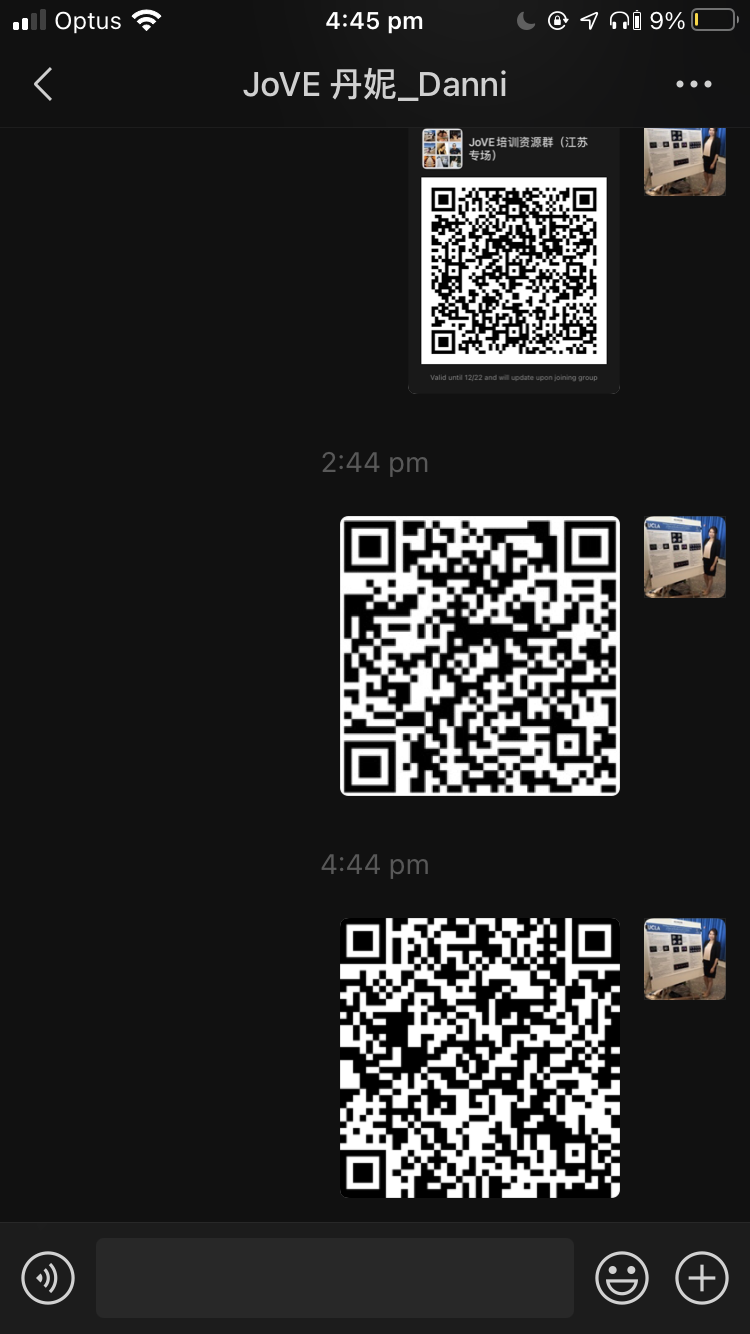 Optus 4:45 pm 9%
JoVE 丹妮_Danni
JoVE培训资源群（江苏
专场）
Valid until 12/22 and will update upon joining group
2:44 pm
UCLA
4:44 pm
UCLA